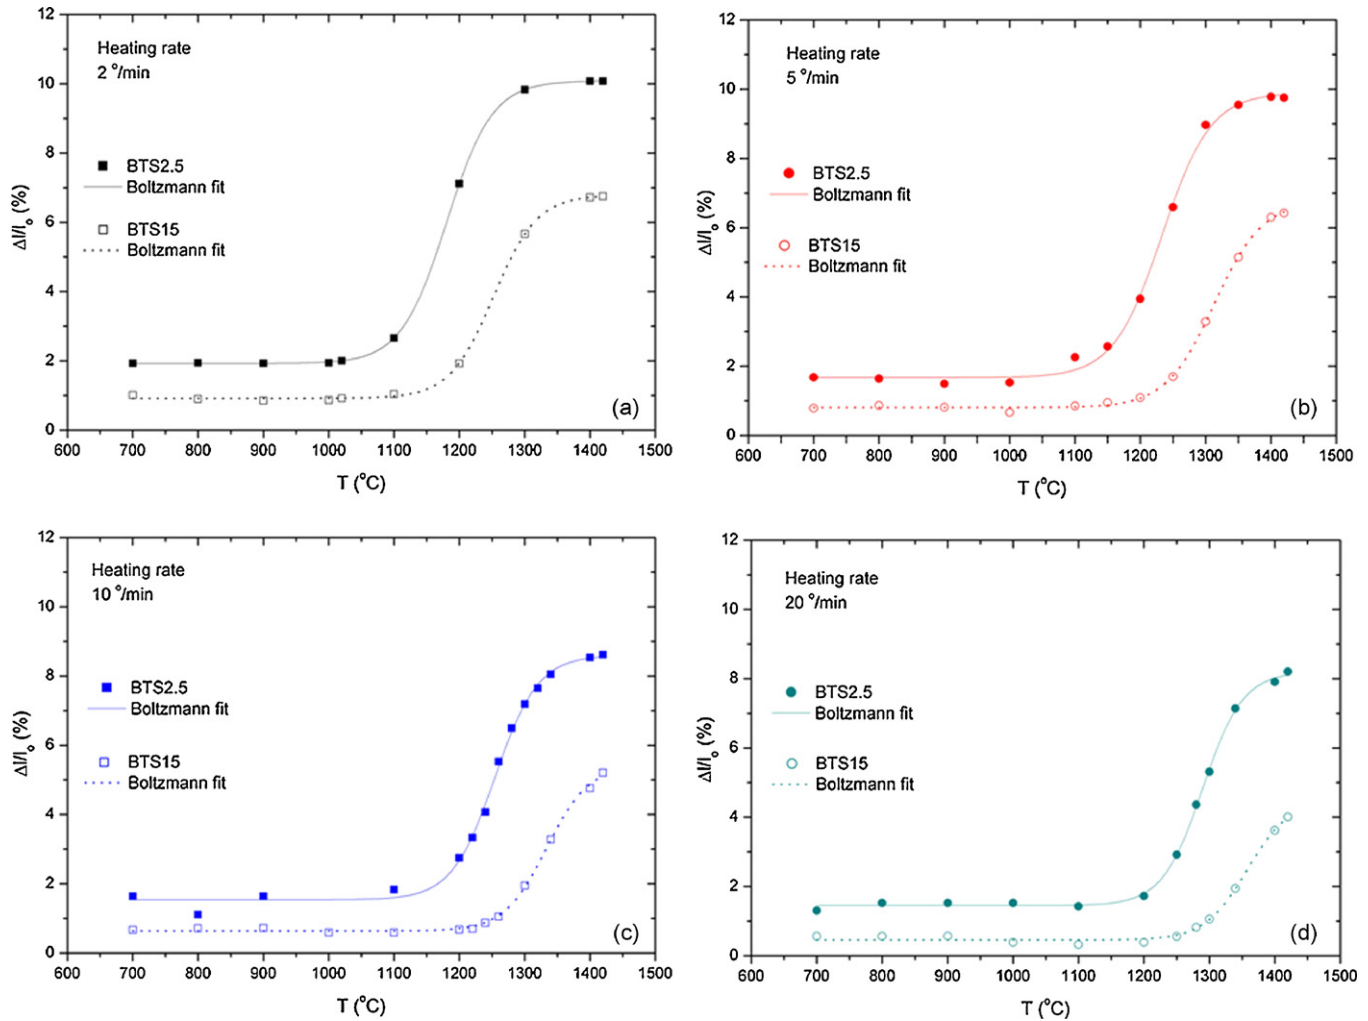 12
10
8
6
4
2
0
Δl/lₒ (%)
Heating rate
2 °/min
BTS2.5
Boltzmann fit
BTS15
Boltzmann fit
(a)
600 700 800 900 1000 1100 1200 1300 1400 1500
T (°C)
12
10
8
6
4
2
0
Δl/lₒ (%)
Heating rate
5 °/min
BTS2.5
Boltzmann fit
BTS15
Boltzmann fit
(b)
600 700 800 900 1000 1100 1200 1300 1400 1500
T (°C)
12
10
8
6
4
2
0
Δl/lₒ (%)
Heating rate
10 °/min
BTS2.5
Boltzmann fit
BTS15
Boltzmann fit
(c)
600 700 800 900 1000 1100 1200 1300 1400 1500
T (°C)
12
10
8
6
4
2
0
Δl/lₒ (%)
Heating rate
20 °/min
BTS2.5
Boltzmann fit
BTS15
Boltzmann fit
(d)
600 700 800 900 1000 1100 1200 1300 1400 1500
T (°C)